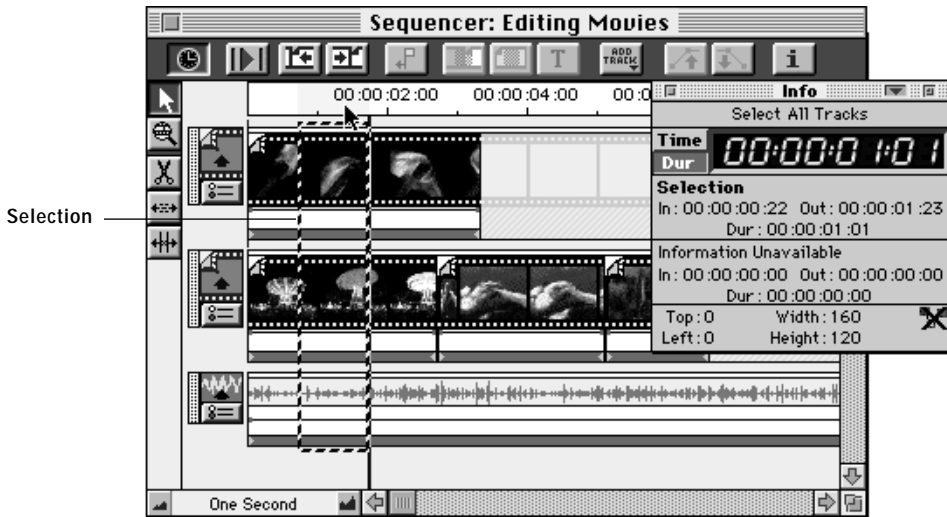 Sequencer: Editing Movies
T
ADD TRACK
i
00:00:02:00 00:00:04:00 00:0
Info
Select All Tracks
Time
Dur
00:00:01:01
Selection
In: 00:00:00:22 Out: 00:00:01:23
Dur: 00:00:01:01
Information Unavailable
In: 00:00:00:00 Out: 00:00:00:00
Dur: 00:00:00:00
Top: 0 Width: 160
Left: 0 Height: 120
Selection
One Second